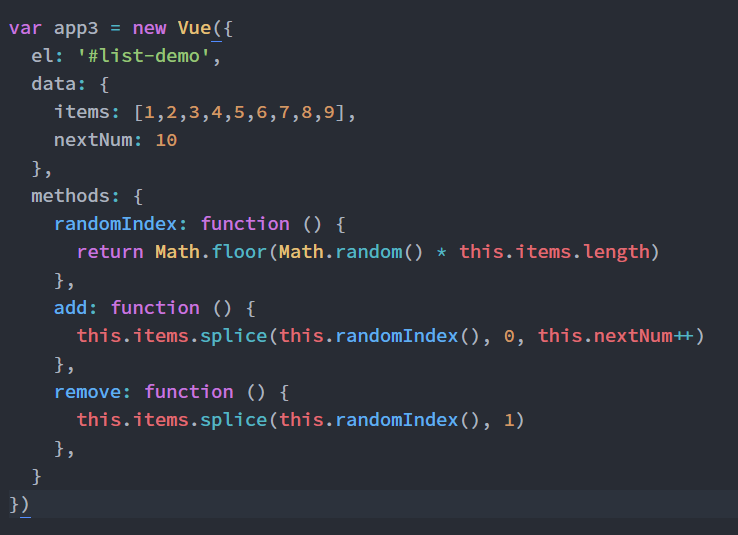 var app3 = new Vue({
  el: '#list-demo',
  data: {
    items: [1,2,3,4,5,6,7,8,9],
    nextNum: 10
  },
  methods: {
    randomIndex: function () {
      return Math.floor(Math.random() * this.items.length)
    },
    add: function () {
      this.items.splice(this.randomIndex(), 0, this.nextNum++)
    },
    remove: function () {
      this.items.splice(this.randomIndex(), 1)
    },
  }
})